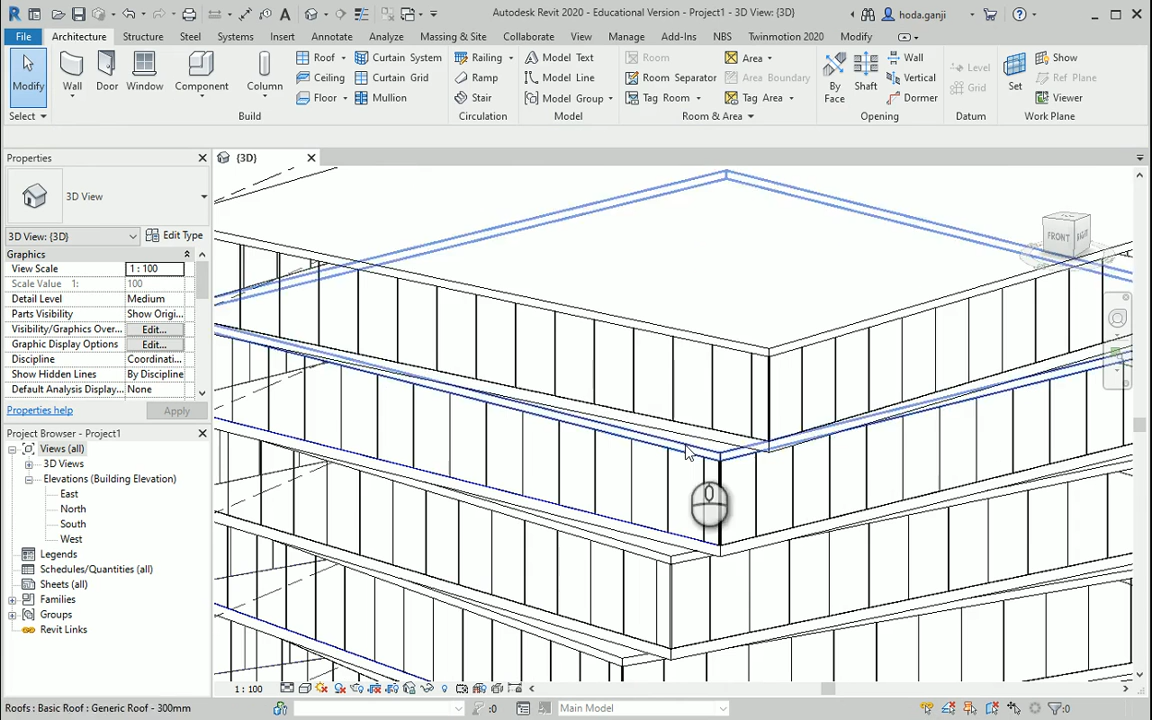 Autodesk Revit 2020 - Educational Version - Project1 - 3D View: {3D}
hoda.ganji
File Architecture Structure Steel Systems Insert Annotate Analyze Massing & Site Collaborate View Manage Add-Ins NBS Twinmotion 2020 Modify
Modify Wall Door Window Component Column
Roof Curtain System Railing Model Text Room Area Wall Level Show
Ceiling Curtain Grid Ramp Model Line Room Separator Area Boundary By Face Shaft Vertical Grid Set Ref Plane
Floor Mullion Stair Model Group Tag Room Tag Area Dormer Viewer
Select Build Circulation Model Room & Area Opening Datum Work Plane
Properties
{3D}
3D View
3D View: {3D} Edit Type
Graphics
View Scale 1 : 100
Scale Value 1: 100
Detail Level Medium
Parts Visibility Show Origi...
Visibility/Graphics Over... Edit...
Graphic Display Options Edit...
Discipline Coordinati...
Show Hidden Lines By Discipline
Default Analysis Display... None
Properties help Apply
Project Browser - Project1
Views (all)
3D Views
Elevations (Building Elevation)
East
North
South
West
Legends
Schedules/Quantities (all)
Sheets (all)
Families
Groups
Revit Links
FRONT
1 : 100
Roofs : Basic Roof : Generic Roof - 300mm
:0
Main Model
:0